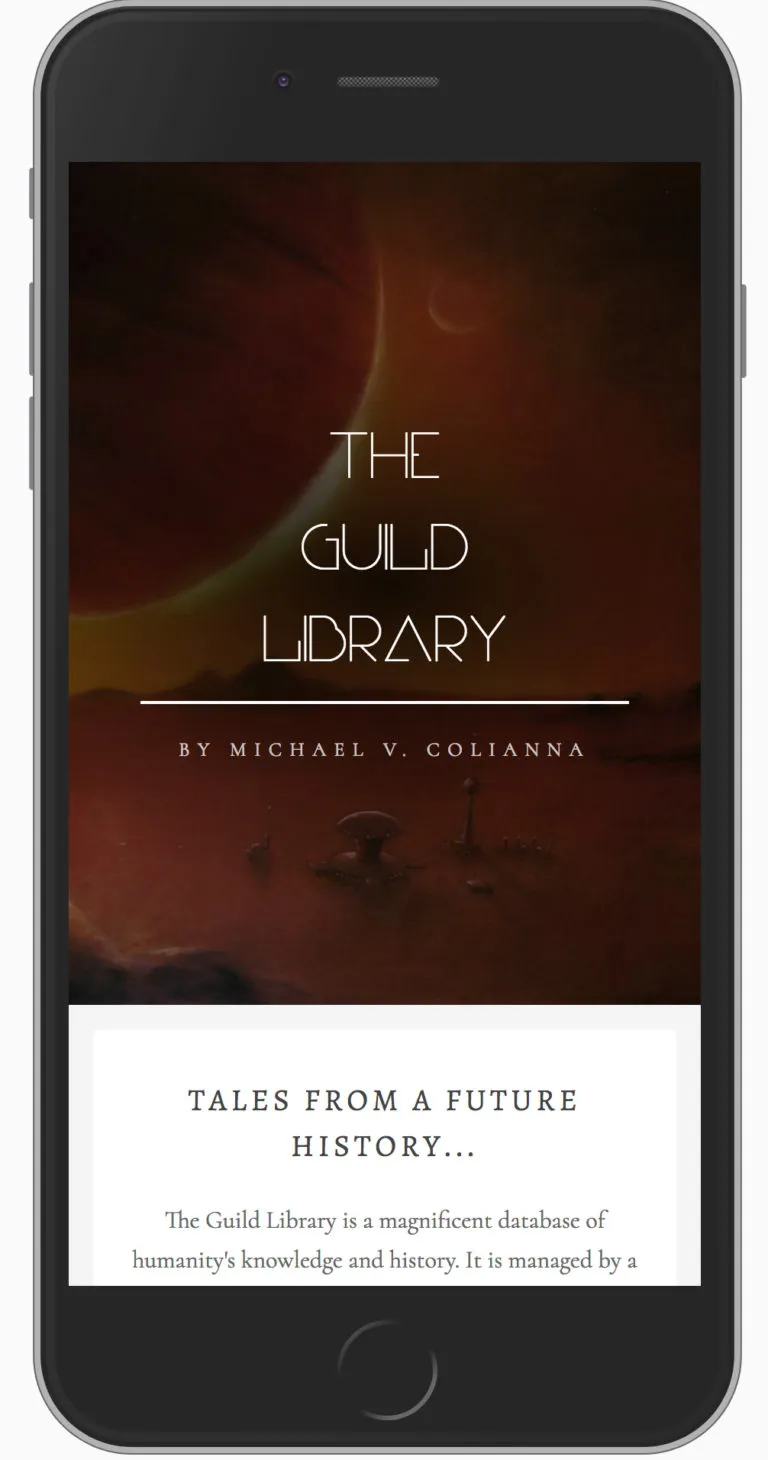 THE
GUILD
LIBRARY
BY MICHAEL V. COLIANNA
TALES FROM A FUTURE
HISTORY...
The Guild Library is a magnificent database of
humanity's knowledge and history. It is managed by a